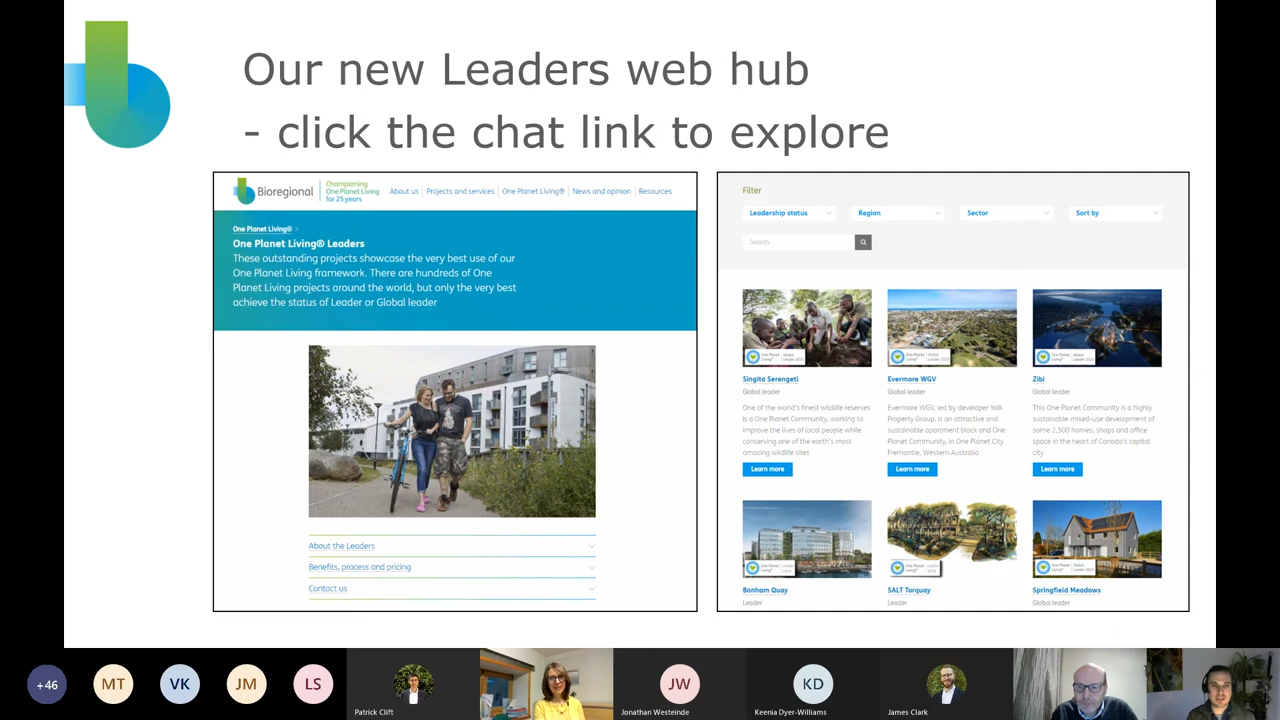 Our new Leaders web hub
- click the chat link to explore
Bioregional
Championing
One Planet Living
for 25 years
About us
Projects and services
One Planet Living®
News and opinion
Resources
One Planet Living® >
One Planet Living® Leaders
These outstanding projects showcase the very best use of our
One Planet Living framework. There are hundreds of One
Planet Living projects around the world, but only the very best
achieve the status of Leader or Global leader
About the Leaders
Benefits, process and pricing
Contact us
Filter
Leadership status
Region
Sector
Sort by
Search
Singita Serengeti
Global leader
One of the world's finest wildlife reserves
is a One Planet Community, working to
improve the lives of local people while
conserving one of the earth's most
amazing wildlife sites
Learn more
Evermore WGV
Global leader
Evermore WGV, led by developer Yolk
Property Group, is an attractive and
sustainable apartment block and One
Planet Community, in One Planet City
Fremantle, Western Australia
Learn more
Zibi
Global leader
This One Planet Community is a highly
sustainable mixed-use development of
some 2,500 homes, shops and office
space in the heart of Canada's capital
city
Learn more
Bonham Quay
Leader
SALT Torquay
Leader
Springfield Meadows
Global leader
+46
MT
VK
JM
LS
Patrick Clift
JW
Jonathan Westeinde
KD
Keenia Dyer-Williams
James Clark